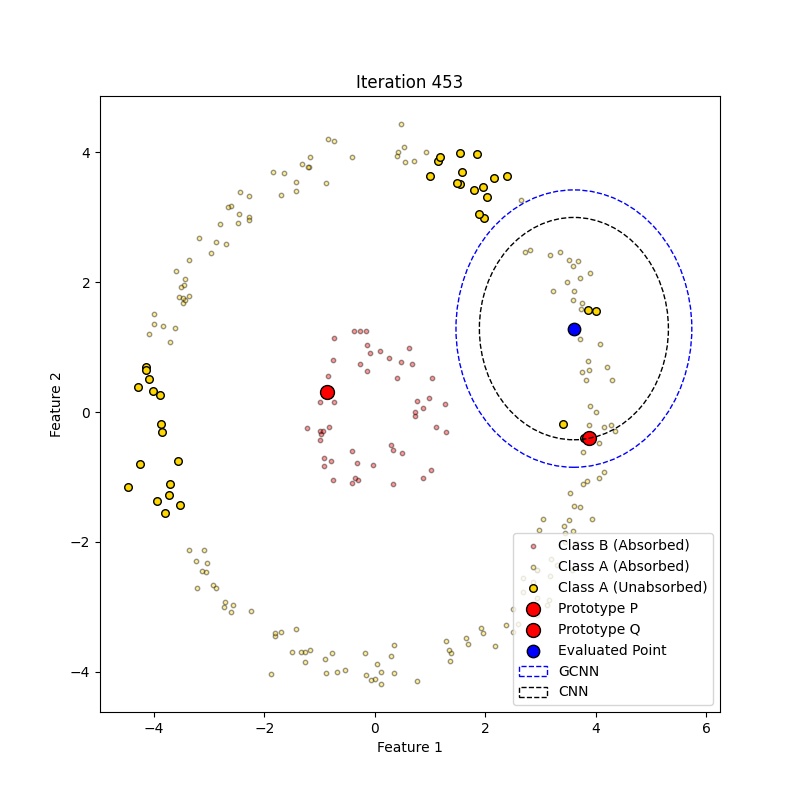 Iteration 453
Feature 2
4
2
0
−2
−4
Class B (Absorbed)
Class A (Absorbed)
Class A (Unabsorbed)
Prototype P
Prototype Q
Evaluated Point
GCNN
CNN
−4
−2
0
2
4
6
Feature 1